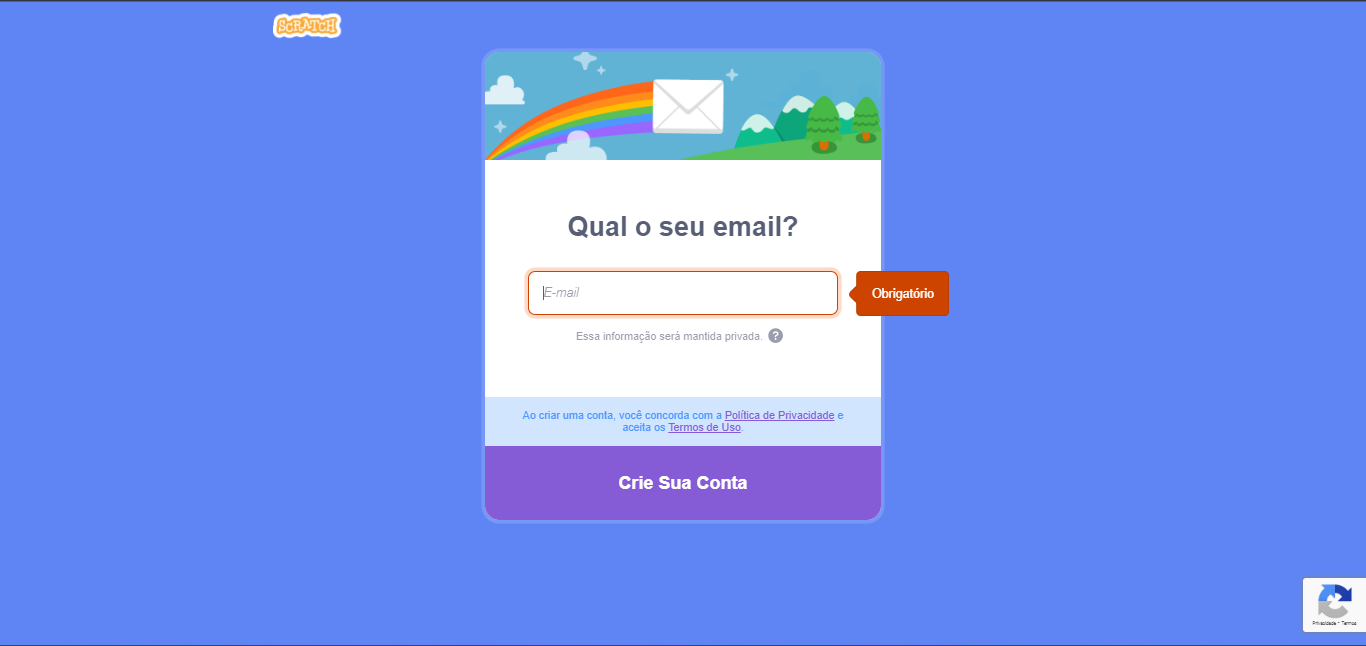 SCRATCH
Qual o seu email?
E-mail
Obrigatório
Essa informação será mantida privada. ?
Ao criar uma conta, você concorda com a Política de Privacidade e
aceita os Termos de Uso.
Crie Sua Conta
Privacidade - Termos